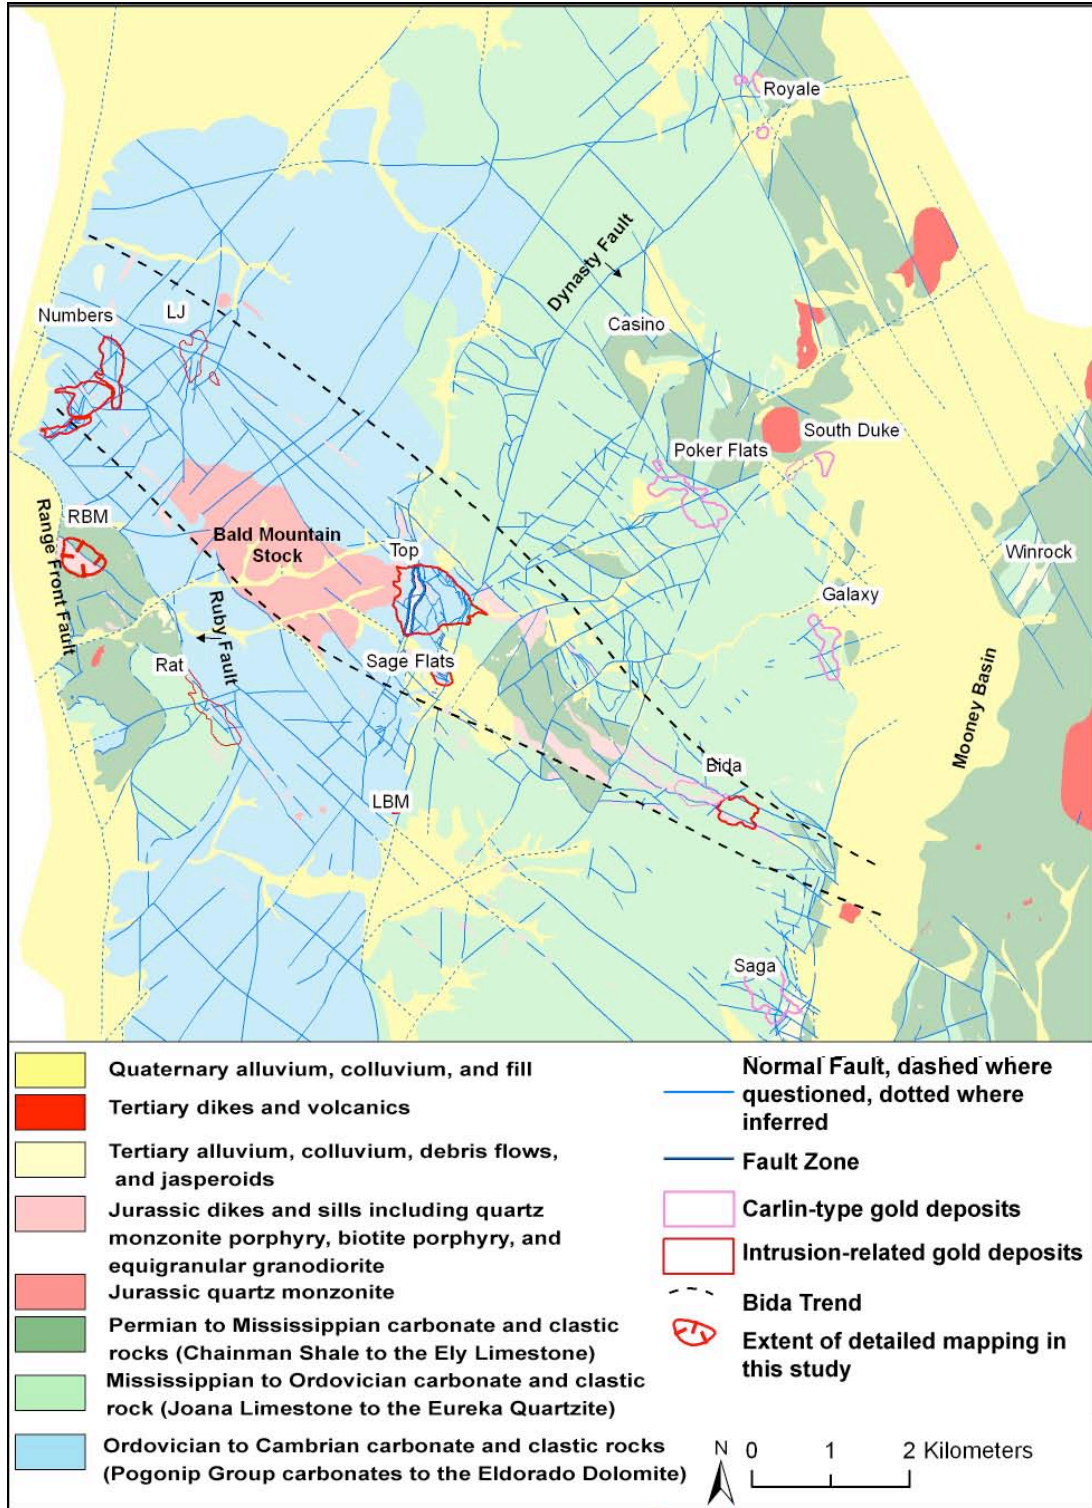 Royale
Dynasty Fault
Numbers
LJ
Casino
South Duke
Poker Flats
RBM
Bald Mountain
Stock
Top
Winrock
Range Front Fault
Ruby Fault
Galaxy
Rat
Sage Flats
Mooney Basin
Bida
LBM
Saga
Quaternary alluvium, colluvium, and fill
Tertiary dikes and volcanics
Tertiary alluvium, colluvium, debris flows,
and jasperoids
Jurassic dikes and sills including quartz
monzonite porphyry, biotite porphyry, and
equigranular granodiorite
Jurassic quartz monzonite
Permian to Mississippian carbonate and clastic
rocks (Chainman Shale to the Ely Limestone)
Mississippian to Ordovician carbonate and clastic
rock (Joana Limestone to the Eureka Quartzite)
Ordovician to Cambrian carbonate and clastic rocks
(Pogonip Group carbonates to the Eldorado Dolomite)
Normal Fault, dashed where
questioned, dotted where
inferred
Fault Zone
Carlin-type gold deposits
Intrusion-related gold deposits
Bida Trend
Extent of detailed mapping in
this study
N 0 1 2 Kilometers